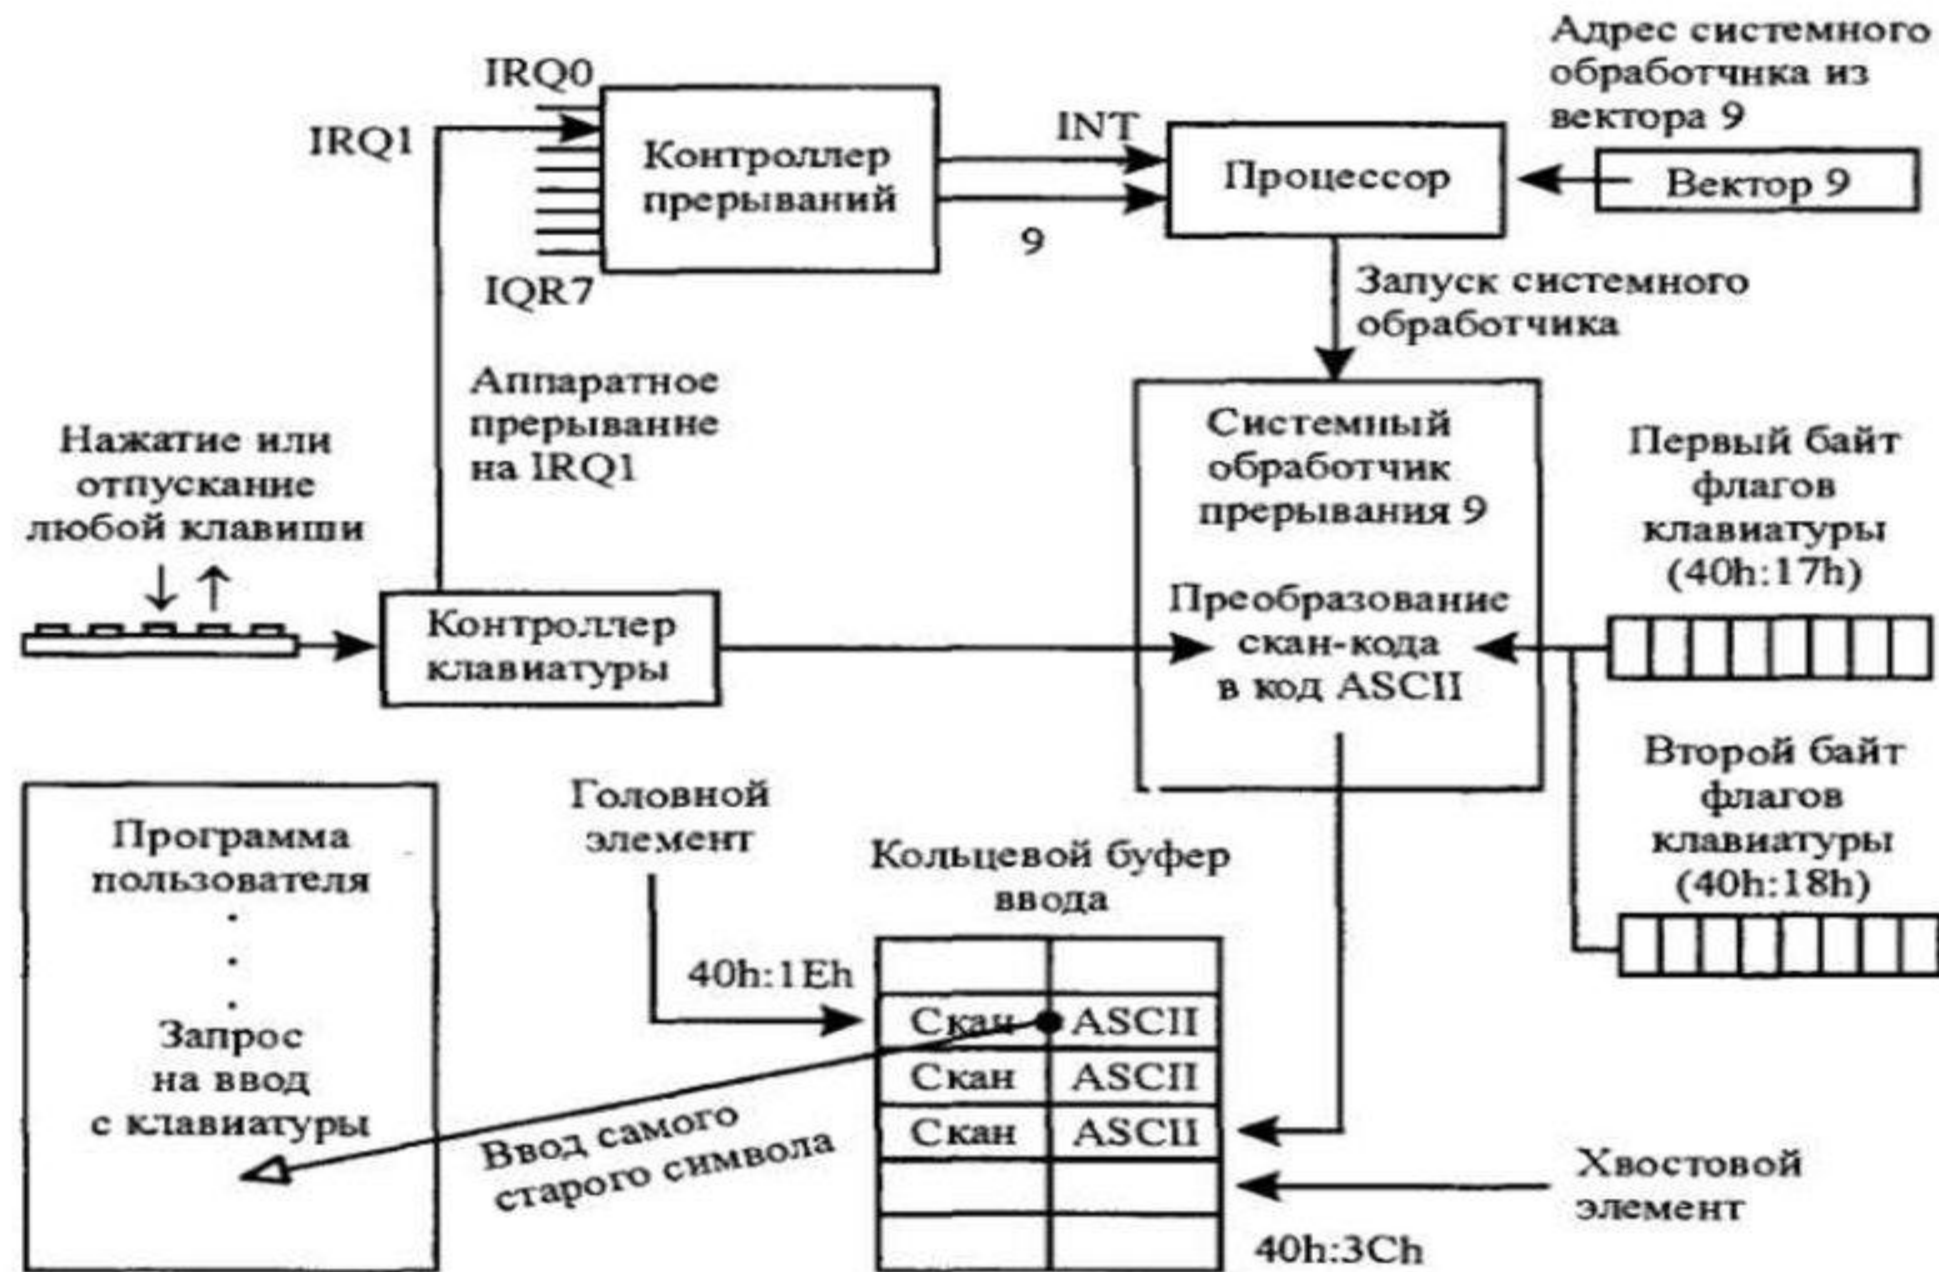 IRQ0
IRQ1
IQR7
Контроллер
прерываний
INT
9
Процессор
Адрес системного
обработчика из
вектора 9
Вектор 9
Запуск системного
обработчика
Аппаратное
прерывание
на IRQ1
Нажатие или
отпускание
любой клавиши
↓ ↑
Контроллер
клавиатуры
Системный
обработчик
прерывания 9
Преобразование
скан-кода
в код ASCII
Первый байт
флагов
клавиатуры
(40h:17h)
Второй байт
флагов
клавиатуры
(40h:18h)
Программа
пользователя
.
.
.
Запрос
на ввод
с клавиатуры
Головной
элемент
Кольцевой буфер
ввода
40h:1Eh
Скан ASCII
Скан ASCII
Скан ASCII
Ввод самого
старого символа
Хвостовой
элемент
40h:3Ch